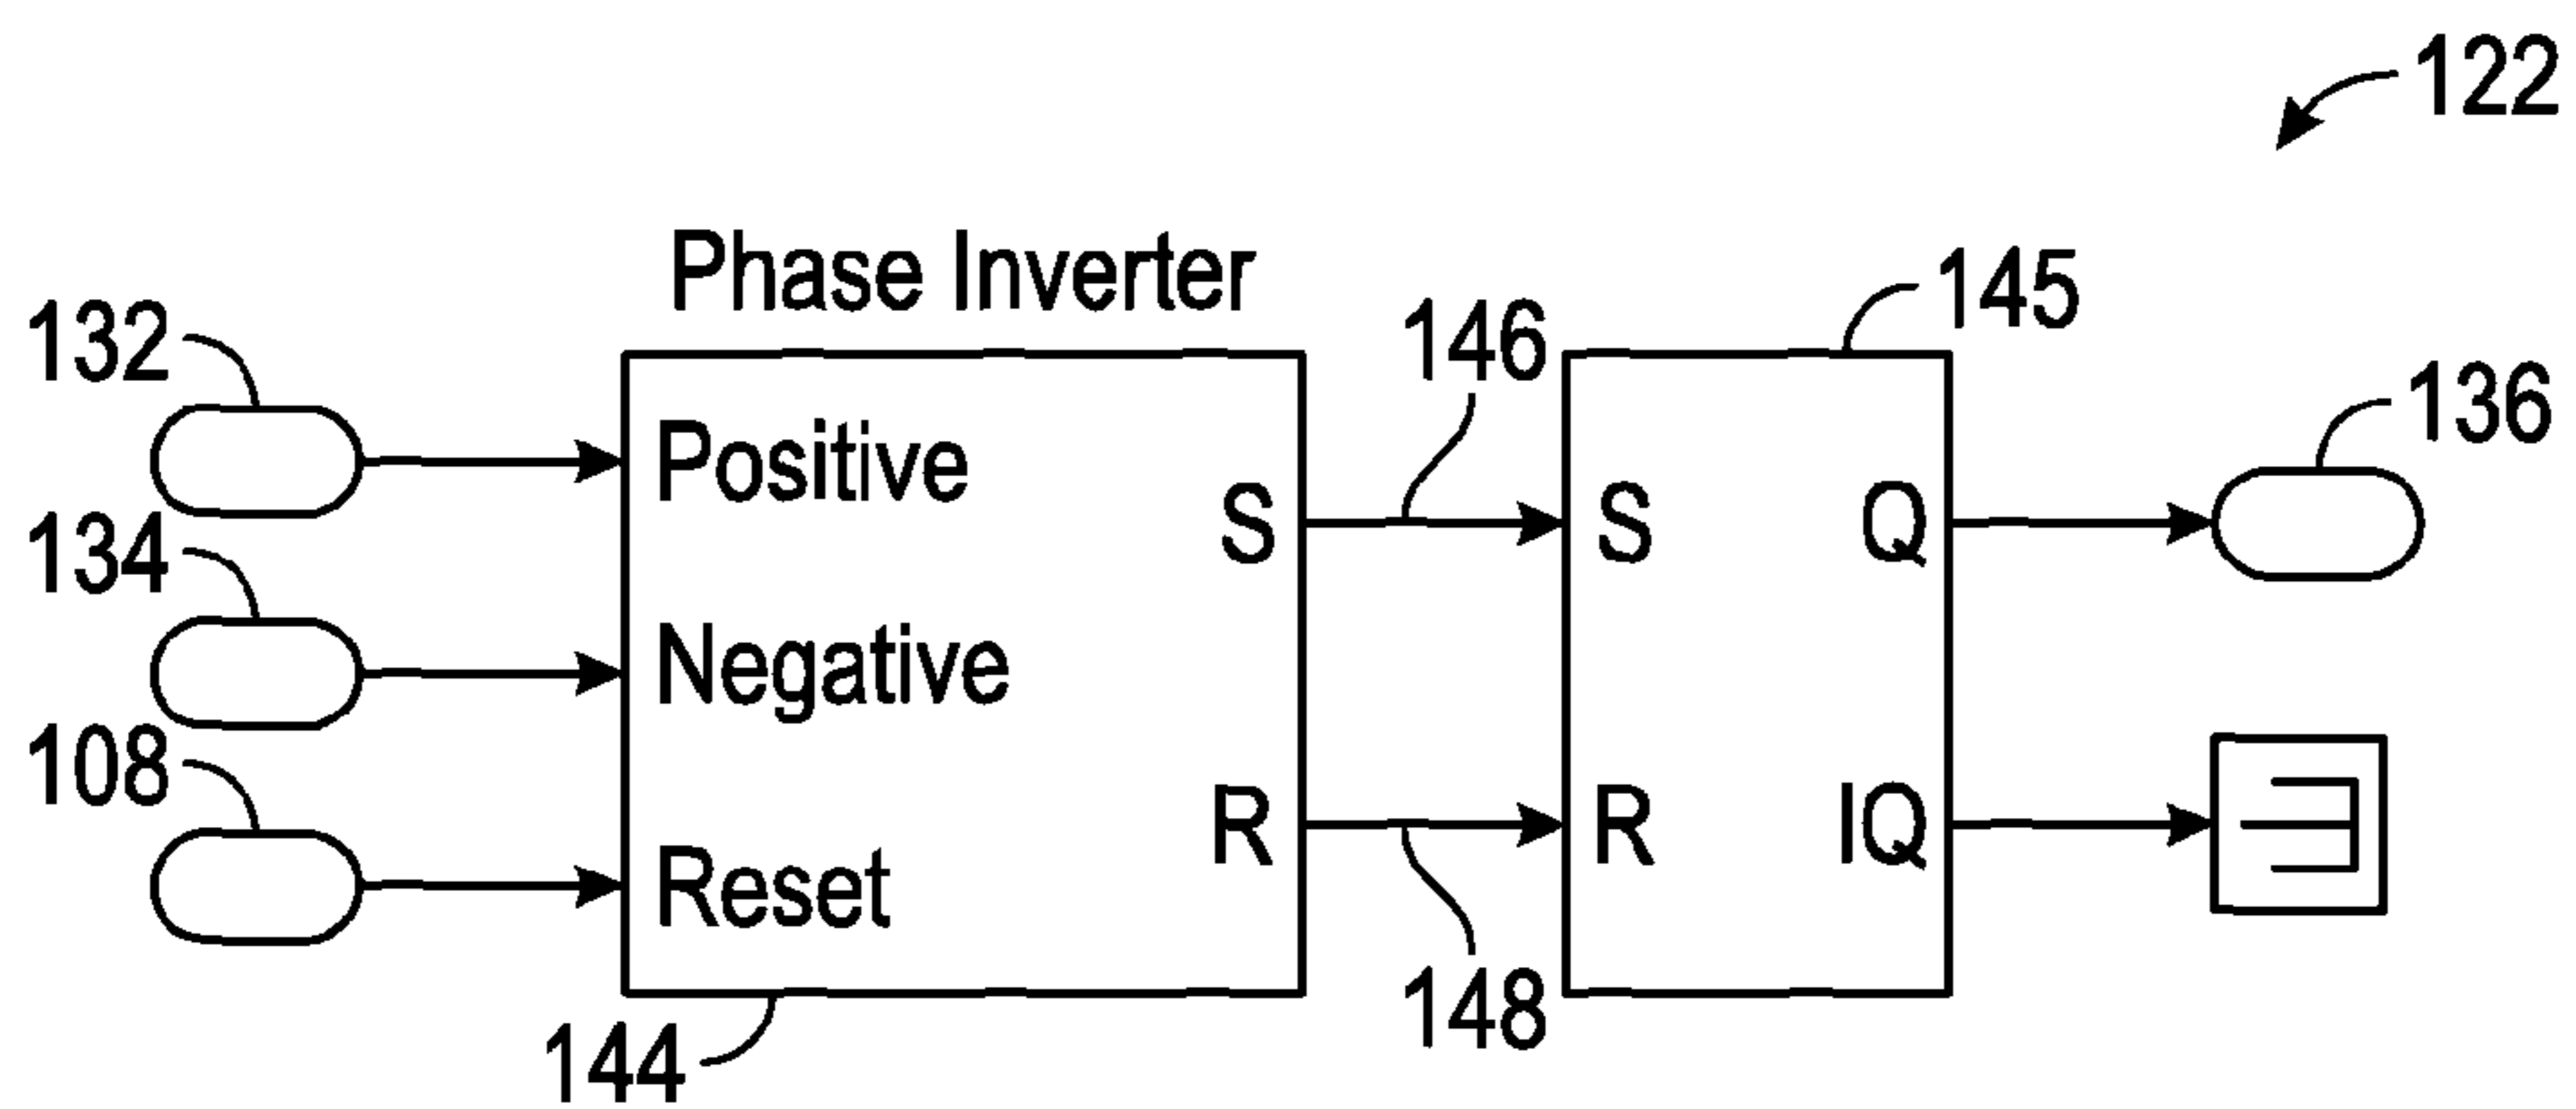 122
Phase Inverter
145
132
146
136
Positive
S
S
Q
134
Negative
108
R
R
IQ
Reset
148
144